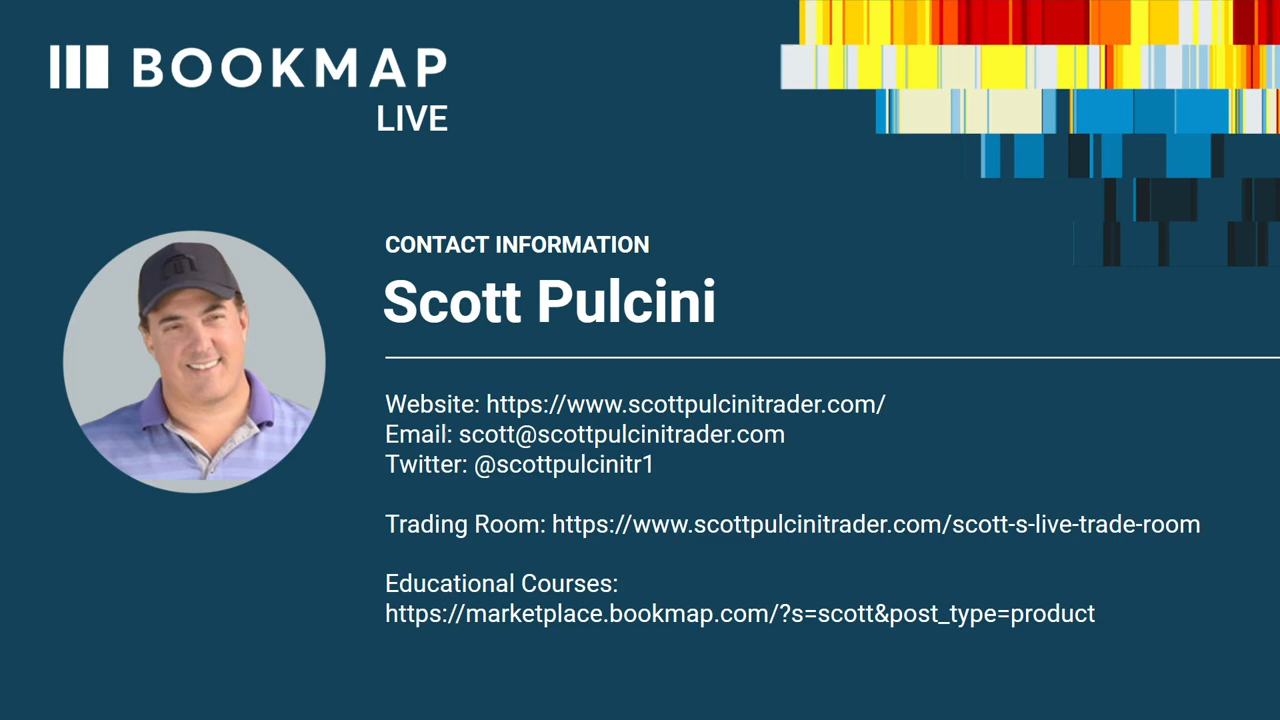 BOOKMAP
LIVE
CONTACT INFORMATION
Scott Pulcini
Website: https://www.scottpulcinitrader.com/
Email: scott@scottpulcinitrader.com
Twitter: @scottpulcinitr1
Trading Room: https://www.scottpulcinitrader.com/scott-s-live-trade-room
Educational Courses:
https://marketplace.bookmap.com/?s=scott&post_type=product